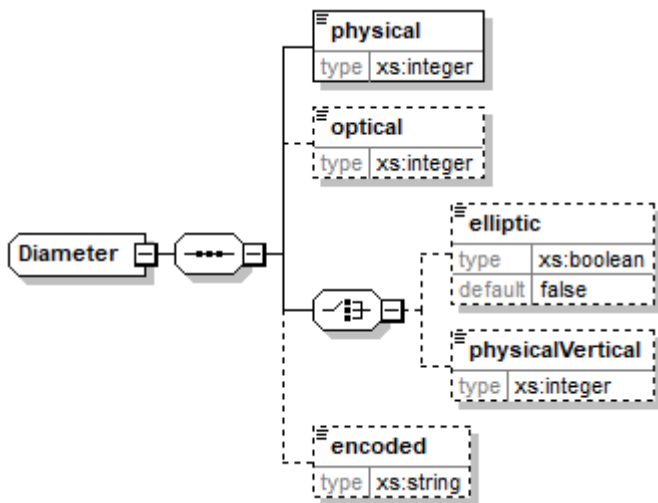 physical
type xs:integer
optical
type xs:integer
elliptic
Diameter
type xs:boolean
default false
physicalVertical
type xs:integer
encoded
type xs:string